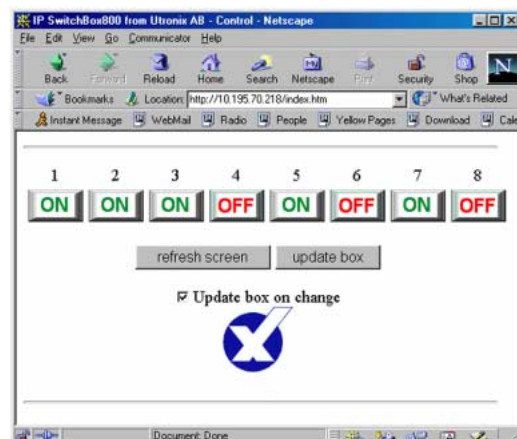 IP SwitchBox800 from Utronix AB - Control - Netscape
File Edit View Go Communicator Help
Back Forward Reload Home Search Netscape Print Security Shop N
Bookmarks Location: http://10.195.70.218/index.htm What's Related
Instant Message WebMail Radio People Yellow Pages Download Cale
1 2 3 4 5 6 7 8
ON ON ON OFF ON OFF ON OFF
refresh screen update box
Update box on change
X
Document: Done